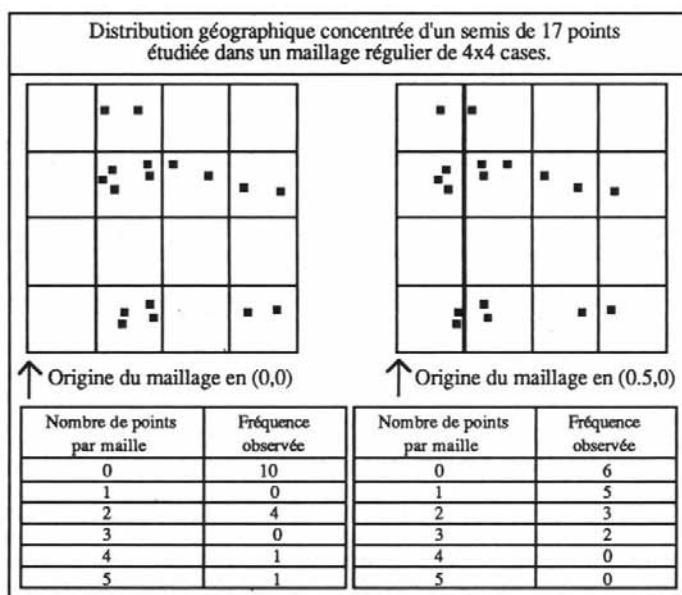 Distribution géographique concentrée d'un semis de 17 points
étudiée dans un maillage régulier de 4x4 cases.
Origine du maillage en (0,0)
Origine du maillage en (0.5,0)
Nombre de points par maille Fréquence observée
0 10
1 0
2 4
3 0
4 1
5 1
Nombre de points par maille Fréquence observée
0 6
1 5
2 3
3 2
4 0
5 0